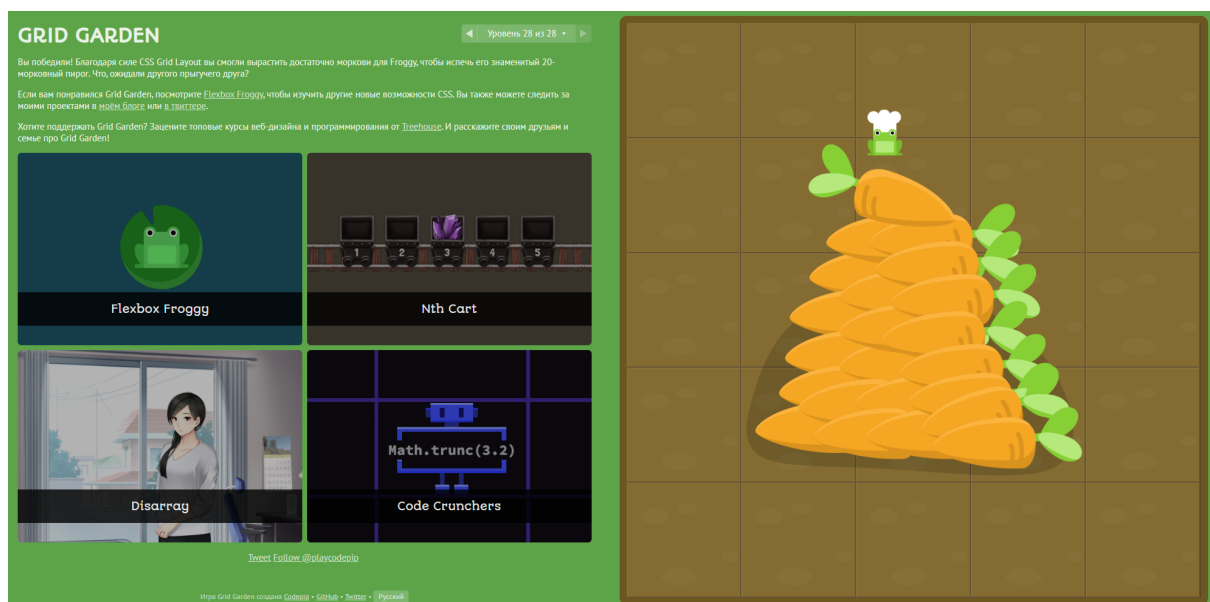 GRID GARDEN
◀ Уровень 28 из 28 ▾ ▶
Вы победили! Благодаря силе CSS Grid Layout вы смогли вырастить достаточно моркови для Froggy, чтобы испечь его знаменитый 20-
морковный пирог. Что, ожидали другого прыгучего друга?
Если вам понравился Grid Garden, посмотрите Flexbox Froggy, чтобы изучить другие новые возможности CSS. Вы также можете следить за
моими проектами в моём блоге или в твиттере.
Хотите поддержать Grid Garden? Зацените топовые курсы веб-дизайна и программирования от Treehouse. И расскажите своим друзьям и
семье про Grid Garden!
1 2 3 4 5
Flexbox Froggy
Nth Cart
Math.trunc(3.2)
Disarray
Code Crunchers
Tweet Follow @playcodepip
Игра Grid Garden создана Codepip • GitHub • Twitter • Русский